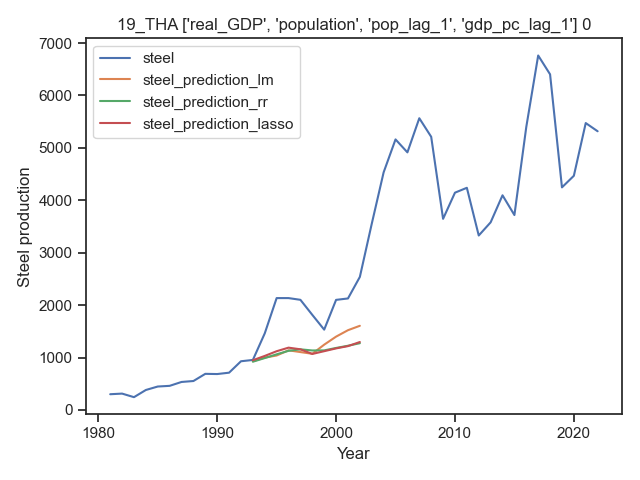 19_THA ['real_GDP', 'population', 'pop_lag_1', 'gdp_pc_lag_1'] 0
7000
6000
5000
4000
3000
2000
1000
0
Steel production
steel
steel_prediction_lm
steel_prediction_rr
steel_prediction_lasso
1980
1990
2000
2010
2020
Year